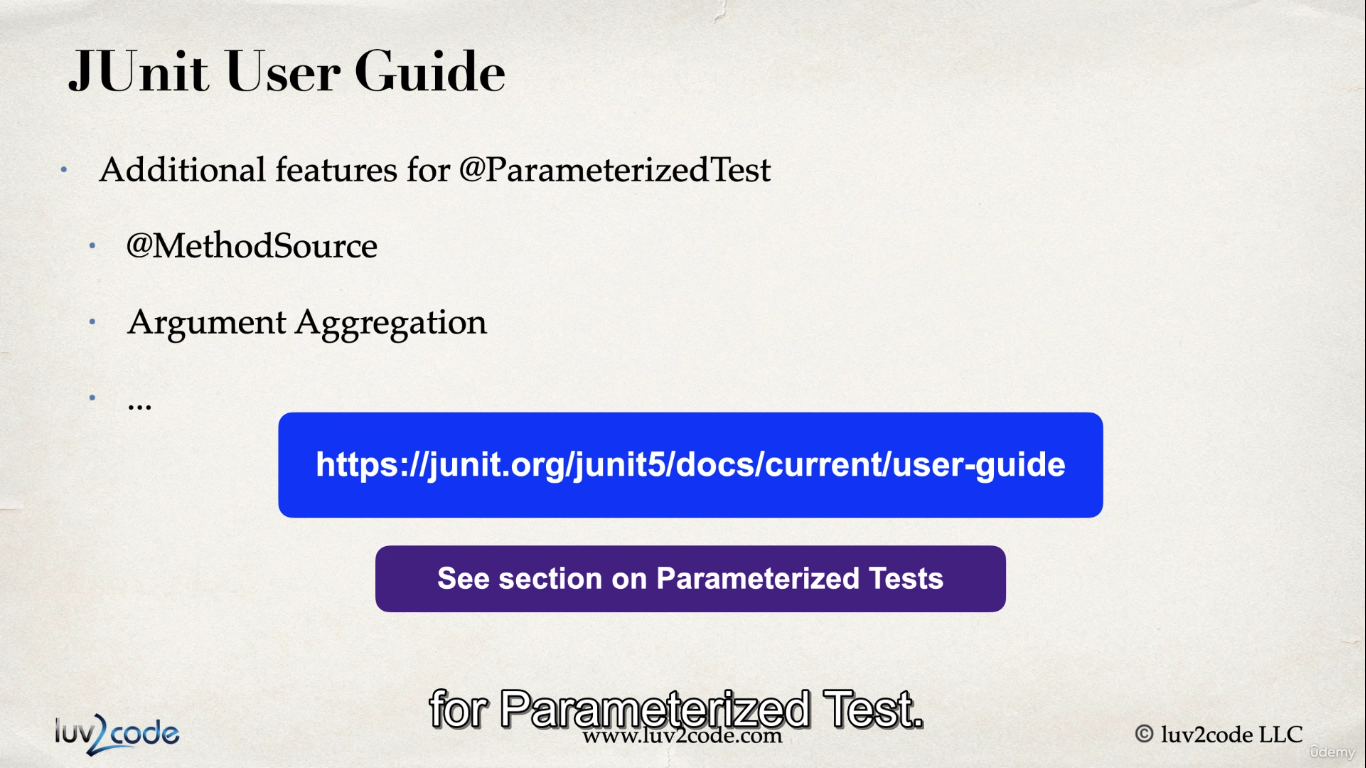 JUnit User Guide
• Additional features for @ParameterizedTest
• @MethodSource
• Argument Aggregation
• ...
https://junit.org/junit5/docs/current/user-guide
See section on Parameterized Tests
for Parameterized Test.
luv2code
www.luv2code.com
© luv2code LLC
ûdemy